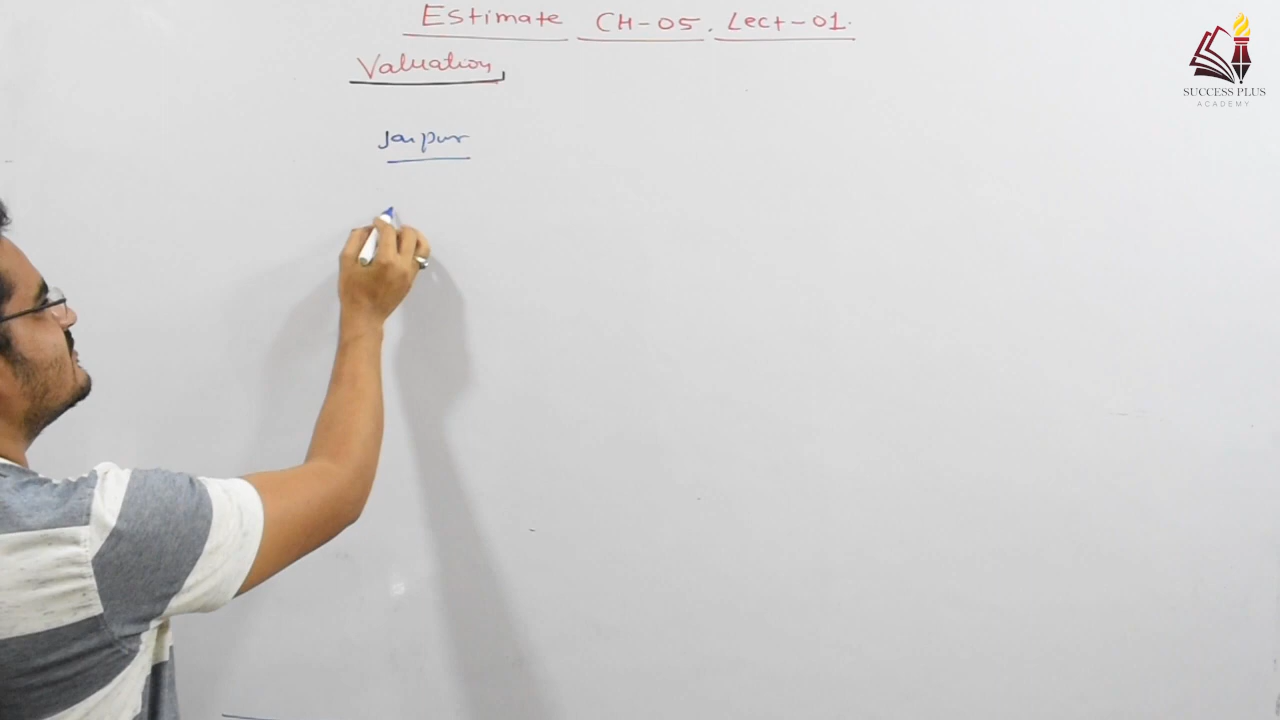 Estimate CH-05. Lect-01.
Valuation
Jaipur
SUCCESS PLUS
ACADEMY